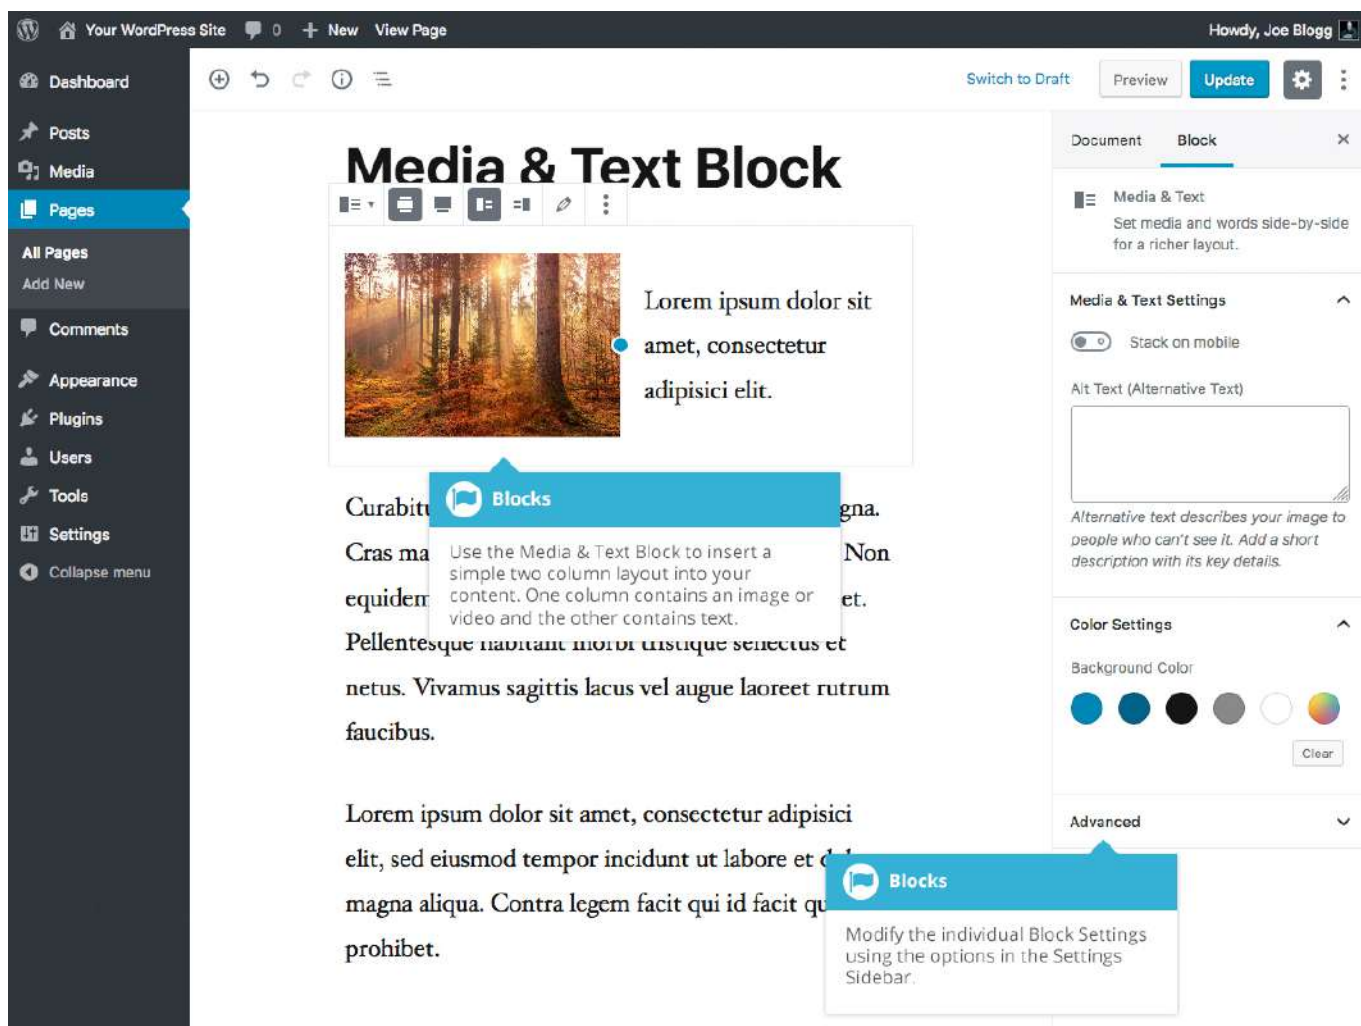 Your WordPress Site 0 New View Page Howdy, Joe Blogg
Dashboard
Posts
Media
Pages
All Pages
Add New
Comments
Appearance
Plugins
Users
Tools
Settings
Collapse menu
Switch to Draft Preview Update
Media & Text Block
Lorem ipsum dolor sit
amet, consectetur
adipisici elit.
Blocks
Use the Media & Text Block to insert a
simple two column layout into your
content. One column contains an image or
video and the other contains text.
gna.
Cras Non
equidem et.
Pellentesque habitant morbi tristique senectus et
netus. Vivamus sagittis lacus vel augue laoreet rutrum
faucibus.
Lorem ipsum dolor sit amet, consectetur adipisici
elit, sed eiusmod tempor incidunt ut labore et
magna aliqua. Contra legem facit qui id facit
prohibet.
Document Block
Media & Text
Set media and words side-by-side
for a richer layout.
Media & Text Settings
Stack on mobile
Alt Text (Alternative Text)
Alternative text describes your image to
people who can't see it. Add a short
description with its key details.
Color Settings
Background Color
Clear
Advanced
Blocks
Modify the individual Block Settings
using the options in the Settings
Sidebar.